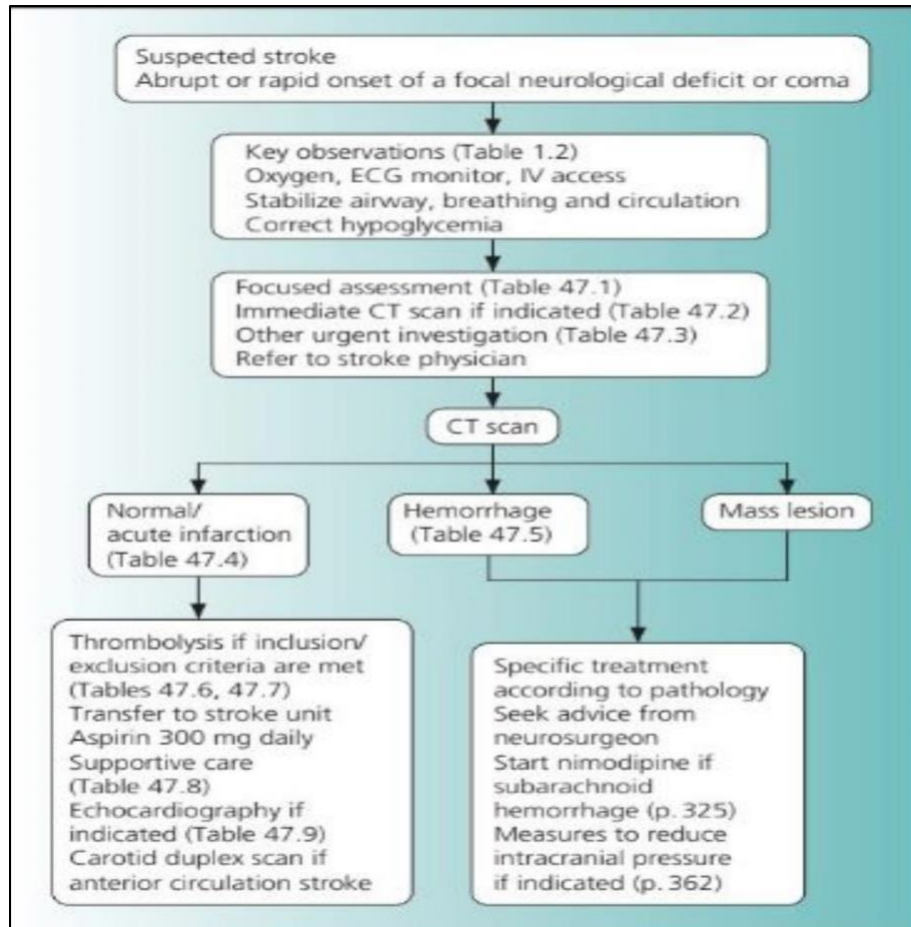 Suspected stroke
Abrupt or rapid onset of a focal neurological deficit or coma
Key observations (Table 1.2)
Oxygen, ECG monitor, IV access
Stabilize airway, breathing and circulation
Correct hypoglycemia
Focused assessment (Table 47.1)
Immediate CT scan if indicated (Table 47.2)
Other urgent investigation (Table 47.3)
Refer to stroke physician
CT scan
Normal/
acute infarction
(Table 47.4)
Hemorrhage
(Table 47.5)
Mass lesion
Thrombolysis if inclusion/
exclusion criteria are met
(Tables 47.6, 47.7)
Transfer to stroke unit
Aspirin 300 mg daily
Supportive care
(Table 47.8)
Echocardiography if
indicated (Table 47.9)
Carotid duplex scan if
anterior circulation stroke
Specific treatment
according to pathology
Seek advice from
neurosurgeon
Start nimodipine if
subarachnoid
hemorrhage (p. 325)
Measures to reduce
intracranial pressure
if indicated (p. 362)